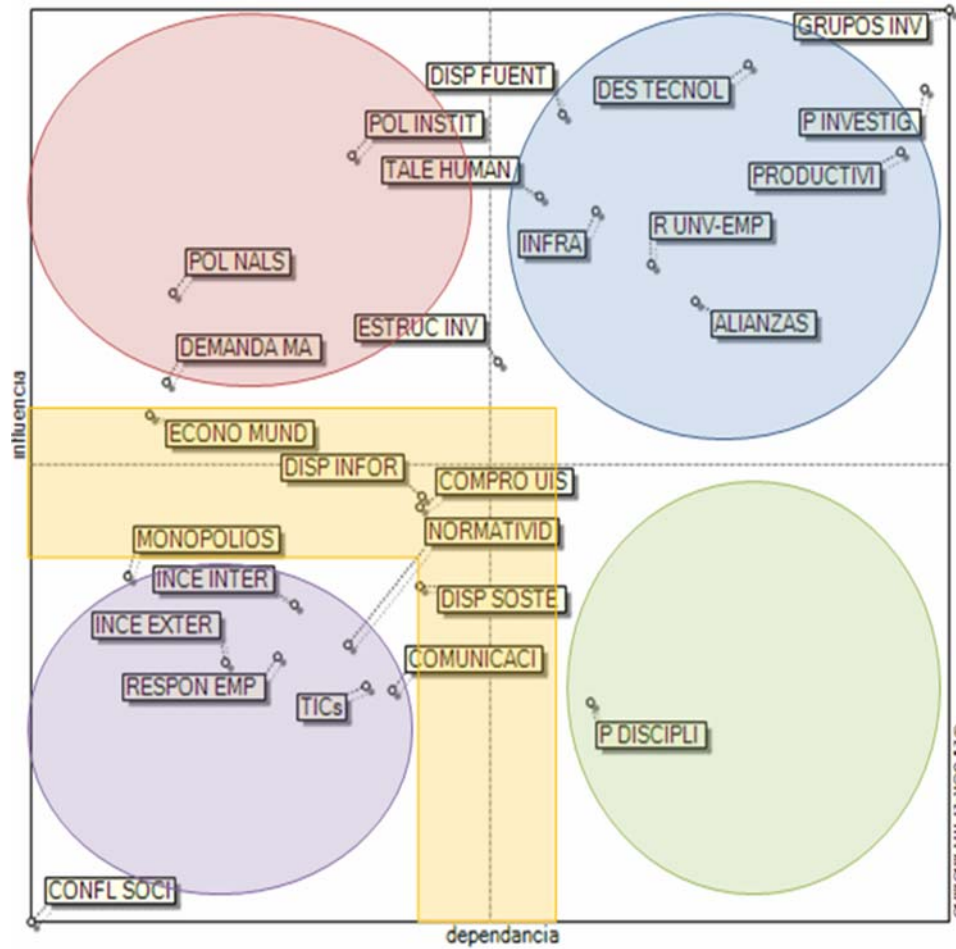 GRUPOS INV
DISP FUENT
DES TECNOL
POL INSTIT
P INVESTIG
TALE HUMAN
PRODUCTIVI
INFRA
R UNV-EMP
POL NALS
ALIANZAS
ESTRUC INV
DEMANDA MA
influencia
ECONO MUND
DISP INFOR
COMPRO UIS
NORMATIVID
MONOPOLIOS
INCE INTER
DISP SOSTE
INCE EXTER
COMUNICACI
RESPON EMP
TICs
P DISCIPLI
CONFL SOCI
dependancia